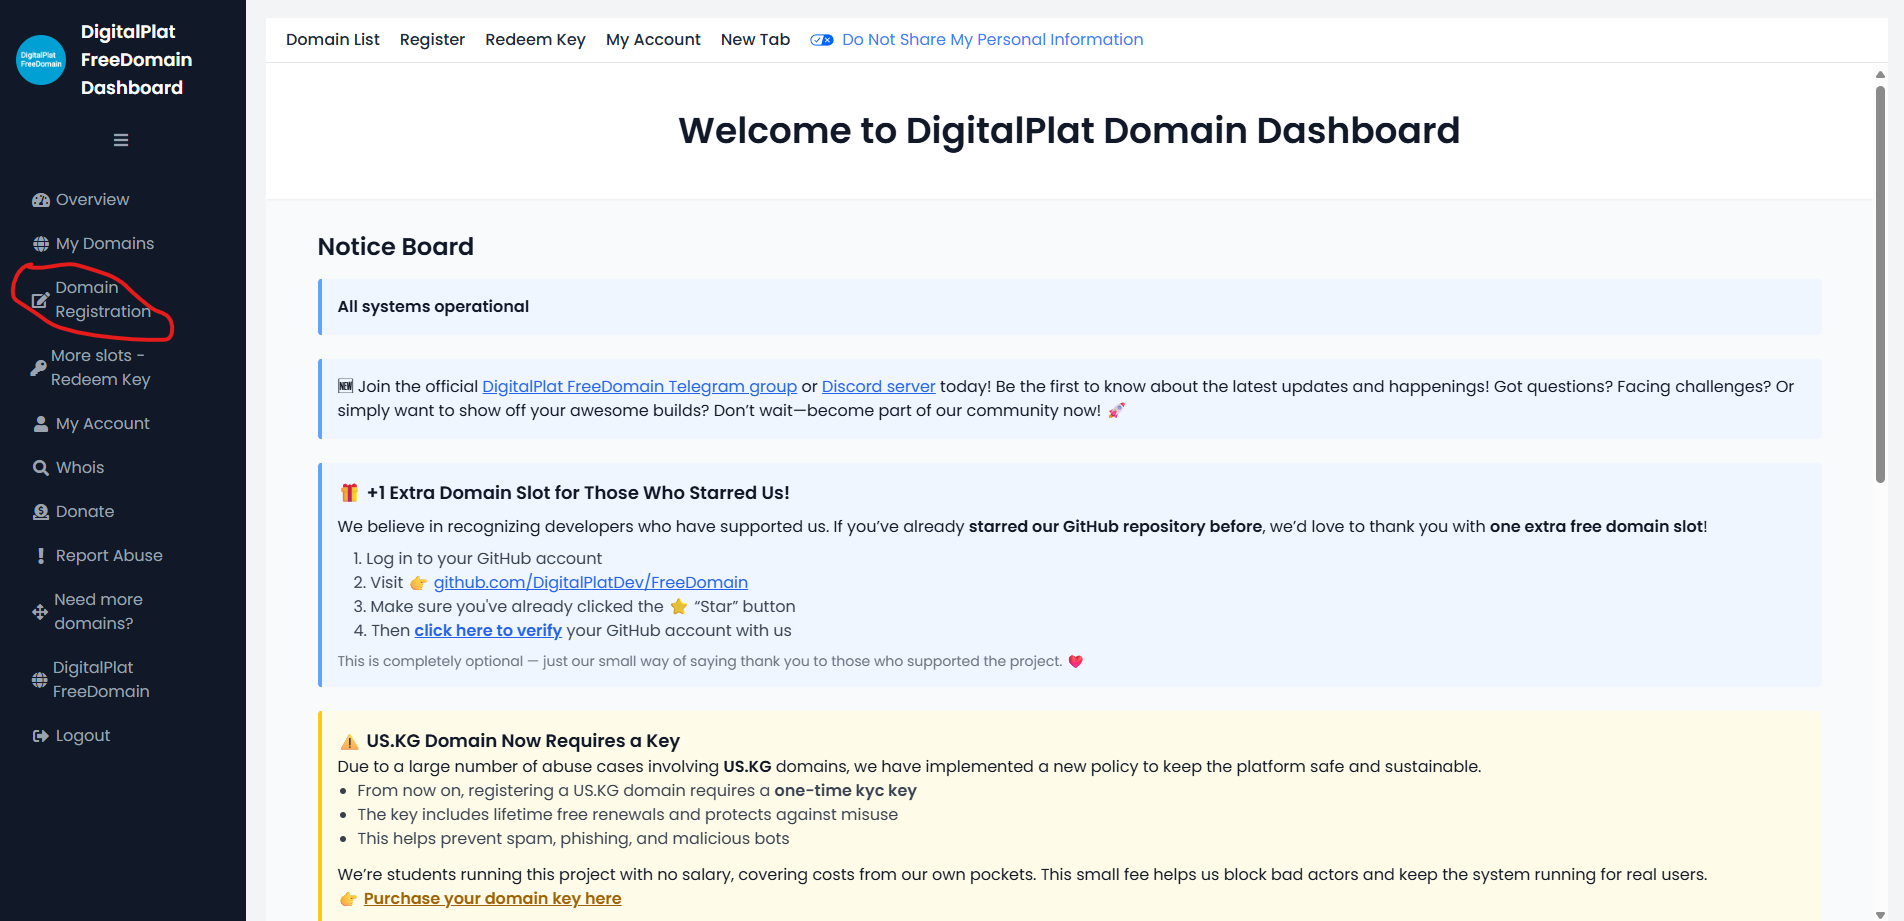 DigitalPlat
FreeDomain
DigitalPlat
FreeDomain
Dashboard
Overview
My Domains
Domain
Registration
More slots -
Redeem Key
My Account
Whois
Donate
Report Abuse
Need more
domains?
DigitalPlat
FreeDomain
Logout
Domain List Register Redeem Key My Account New Tab Do Not Share My Personal Information
Welcome to DigitalPlat Domain Dashboard
Notice Board
All systems operational
🆕 Join the official DigitalPlat FreeDomain Telegram group or Discord server today! Be the first to know about the latest updates and happenings! Got questions? Facing challenges? Or
simply want to show off your awesome builds? Don’t wait—become part of our community now! 🚀
🎁 +1 Extra Domain Slot for Those Who Starred Us!
We believe in recognizing developers who have supported us. If you’ve already starred our GitHub repository before, we’d love to thank you with one extra free domain slot!
1. Log in to your GitHub account
2. Visit 👉 github.com/DigitalPlatDev/FreeDomain
3. Make sure you've already clicked the ⭐ “Star” button
4. Then click here to verify your GitHub account with us
This is completely optional — just our small way of saying thank you to those who supported the project. ❤️
⚠️ US.KG Domain Now Requires a Key
Due to a large number of abuse cases involving US.KG domains, we have implemented a new policy to keep the platform safe and sustainable.
• From now on, registering a US.KG domain requires a one-time kyc key
• The key includes lifetime free renewals and protects against misuse
• This helps prevent spam, phishing, and malicious bots
We’re students running this project with no salary, covering costs from our own pockets. This small fee helps us block bad actors and keep the system running for real users.
👉 Purchase your domain key here